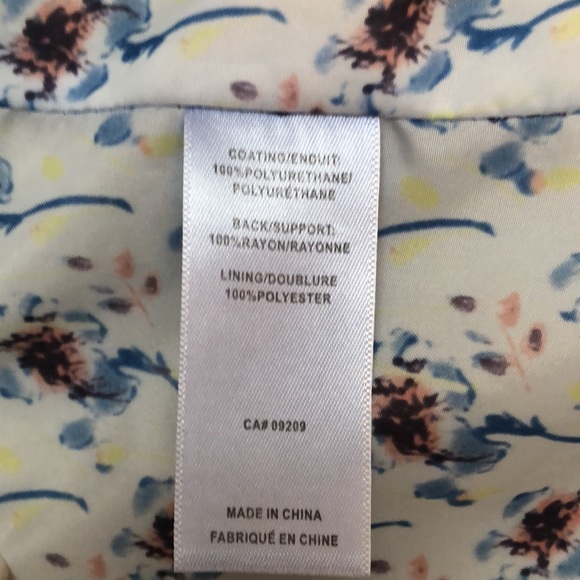 COATING/ENDUIT:
100%POLYURETHANE/
POLYURÉTHANE
BACK/SUPPORT:
100%RAYON/RAYONNE
LINING/DOUBLURE
100%POLYESTER
CA# 09209
MADE IN CHINA
FABRIQUÉ EN CHINE